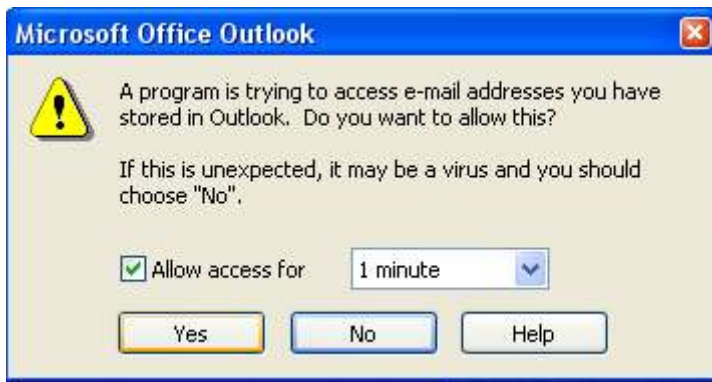 Microsoft Office Outlook
A program is trying to access e-mail addresses you have
stored in Outlook. Do you want to allow this?
If this is unexpected, it may be a virus and you should
choose "No".
Allow access for 1 minute
Yes No Help